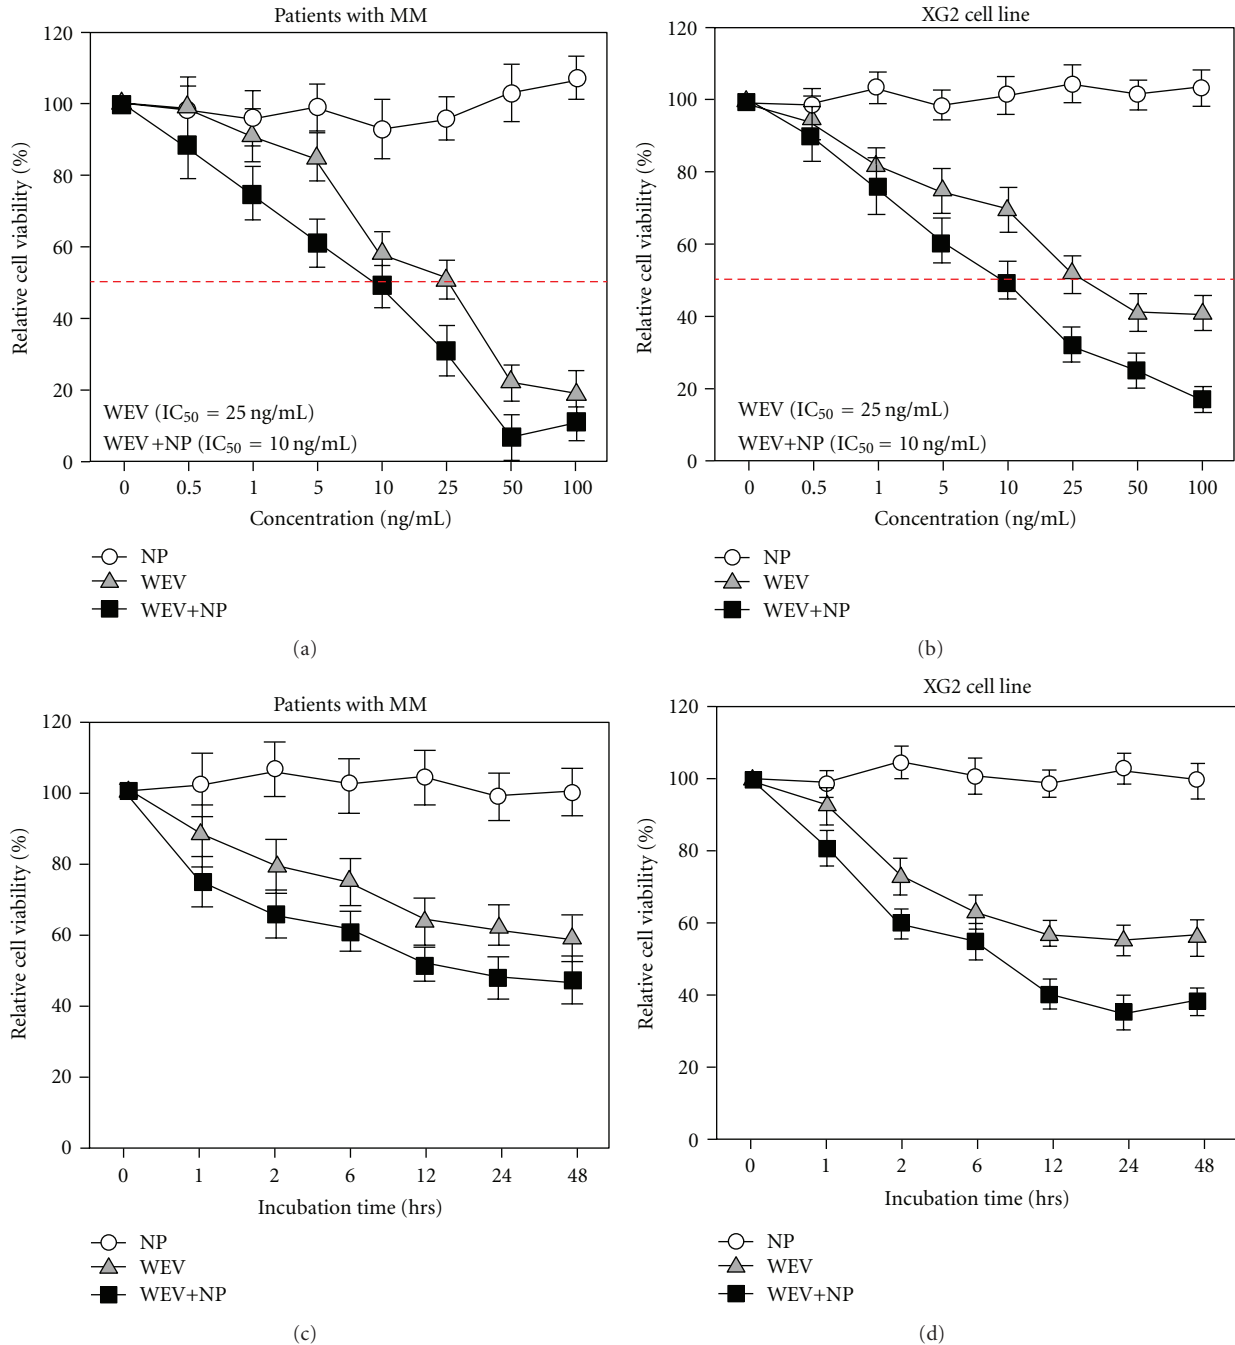 Patients with MM
Relative cell viability (%)
120
100
80
60
40
20
0
WEV (IC50 = 25 ng/mL)
WEV+NP (IC50 = 10 ng/mL)
0 0.5 1 5 10 25 50 100
Concentration (ng/mL)
NP
WEV
WEV+NP
(a)
XG2 cell line
Relative cell viability (%)
120
100
80
60
40
20
0
WEV (IC50 = 25 ng/mL)
WEV+NP (IC50 = 10 ng/mL)
0 0.5 1 5 10 25 50 100
Concentration (ng/mL)
NP
WEV
WEV+NP
(b)
Patients with MM
Relative cell viability (%)
120
100
80
60
40
20
0
0 1 2 6 12 24 48
Incubation time (hrs)
NP
WEV
WEV+NP
(c)
XG2 cell line
Relative cell viability (%)
120
100
80
60
40
20
0
0 1 2 6 12 24 48
Incubation time (hrs)
NP
WEV
WEV+NP
(d)